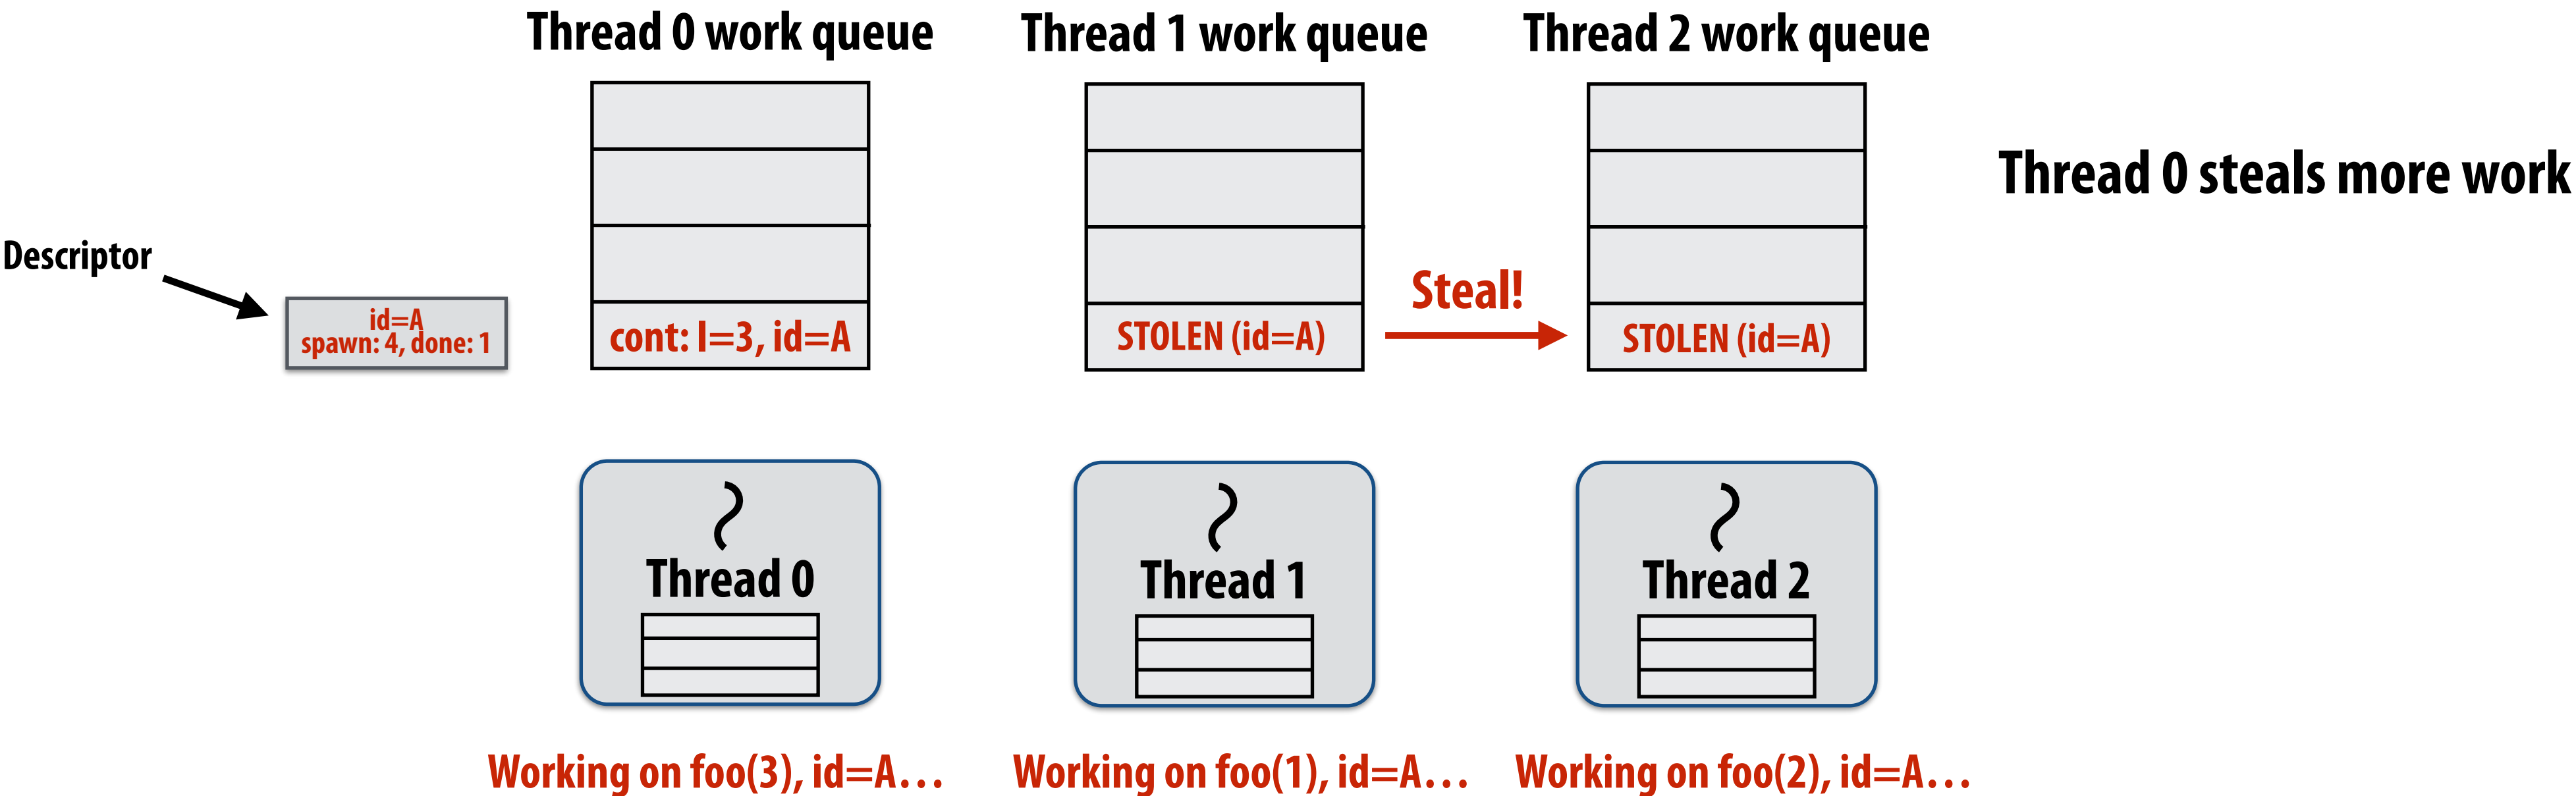 Thread 0 work queue
Thread 1 work queue
Thread 2 work queue
Thread 0 steals more work
Descriptor
id=A
spawn: 4, done: 1
cont: I=3, id=A
STOLEN (id=A)
Steal!
STOLEN (id=A)
Thread 0
Thread 1
Thread 2
Working on foo(3), id=A…
Working on foo(1), id=A…
Working on foo(2), id=A…